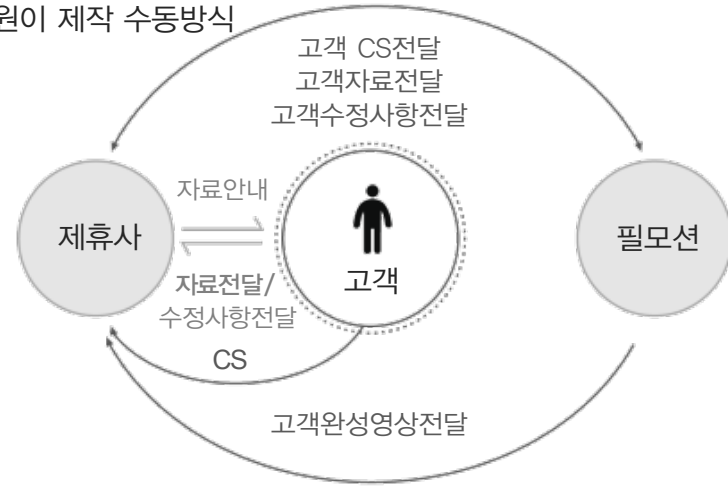 원이 제작 수동방식
고객 CS전달
고객자료전달
고객수정사항전달
자료안내
제휴사
고객
필모션
자료전달/
수정사항전달
CS
고객완성영상전달